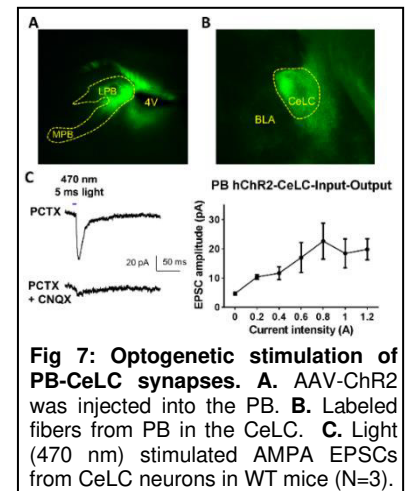 A
B
LPB
4V
MPB
CeLC
BLA
C
470 nm
5 ms light
PCTX
20 pA
50 ms
PCTX
+ CNQX
PB hChR2-CeLC-Input-Output
EPSC amplitude (pA)
30
20
10
0
0 0.2 0.4 0.6 0.8 1 1.2
Current intensity (A)
Fig 7: Optogenetic stimulation of
PB-CeLC synapses. A. AAV-ChR2
was injected into the PB. B. Labeled
fibers from PB in the CeLC. C. Light
(470 nm) stimulated AMPA EPSCs
from CeLC neurons in WT mice (N=3).